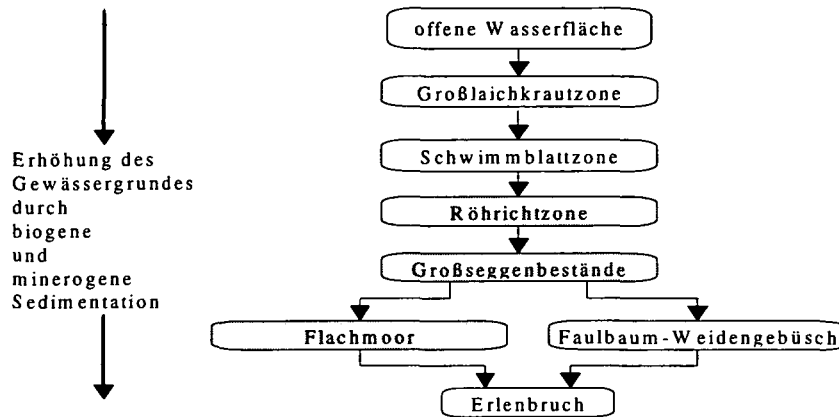 offene Wasserfläche
Großlaichkrautzone
Schwimmblattzone
Röhrichtzone
Großseggenbestände
Flachmoor
Faulbaum-Weidengebüsch
Erlenbruch
Erhöhung des
Gewässergrundes
durch
biogene
und
minerogene
Sedimentation